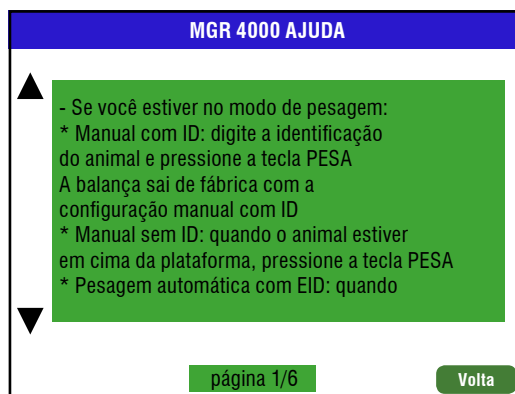 MGR 4000 AJUDA
- Se você estiver no modo de pesagem:
* Manual com ID: digite a identificação
do animal e pressione a tecla PESA
A balança sai de fábrica com a
configuração manual com ID
* Manual sem ID: quando o animal estiver
em cima da plataforma, pressione a tecla PESA
* Pesagem automática com EID: quando
página 1/6
Volta